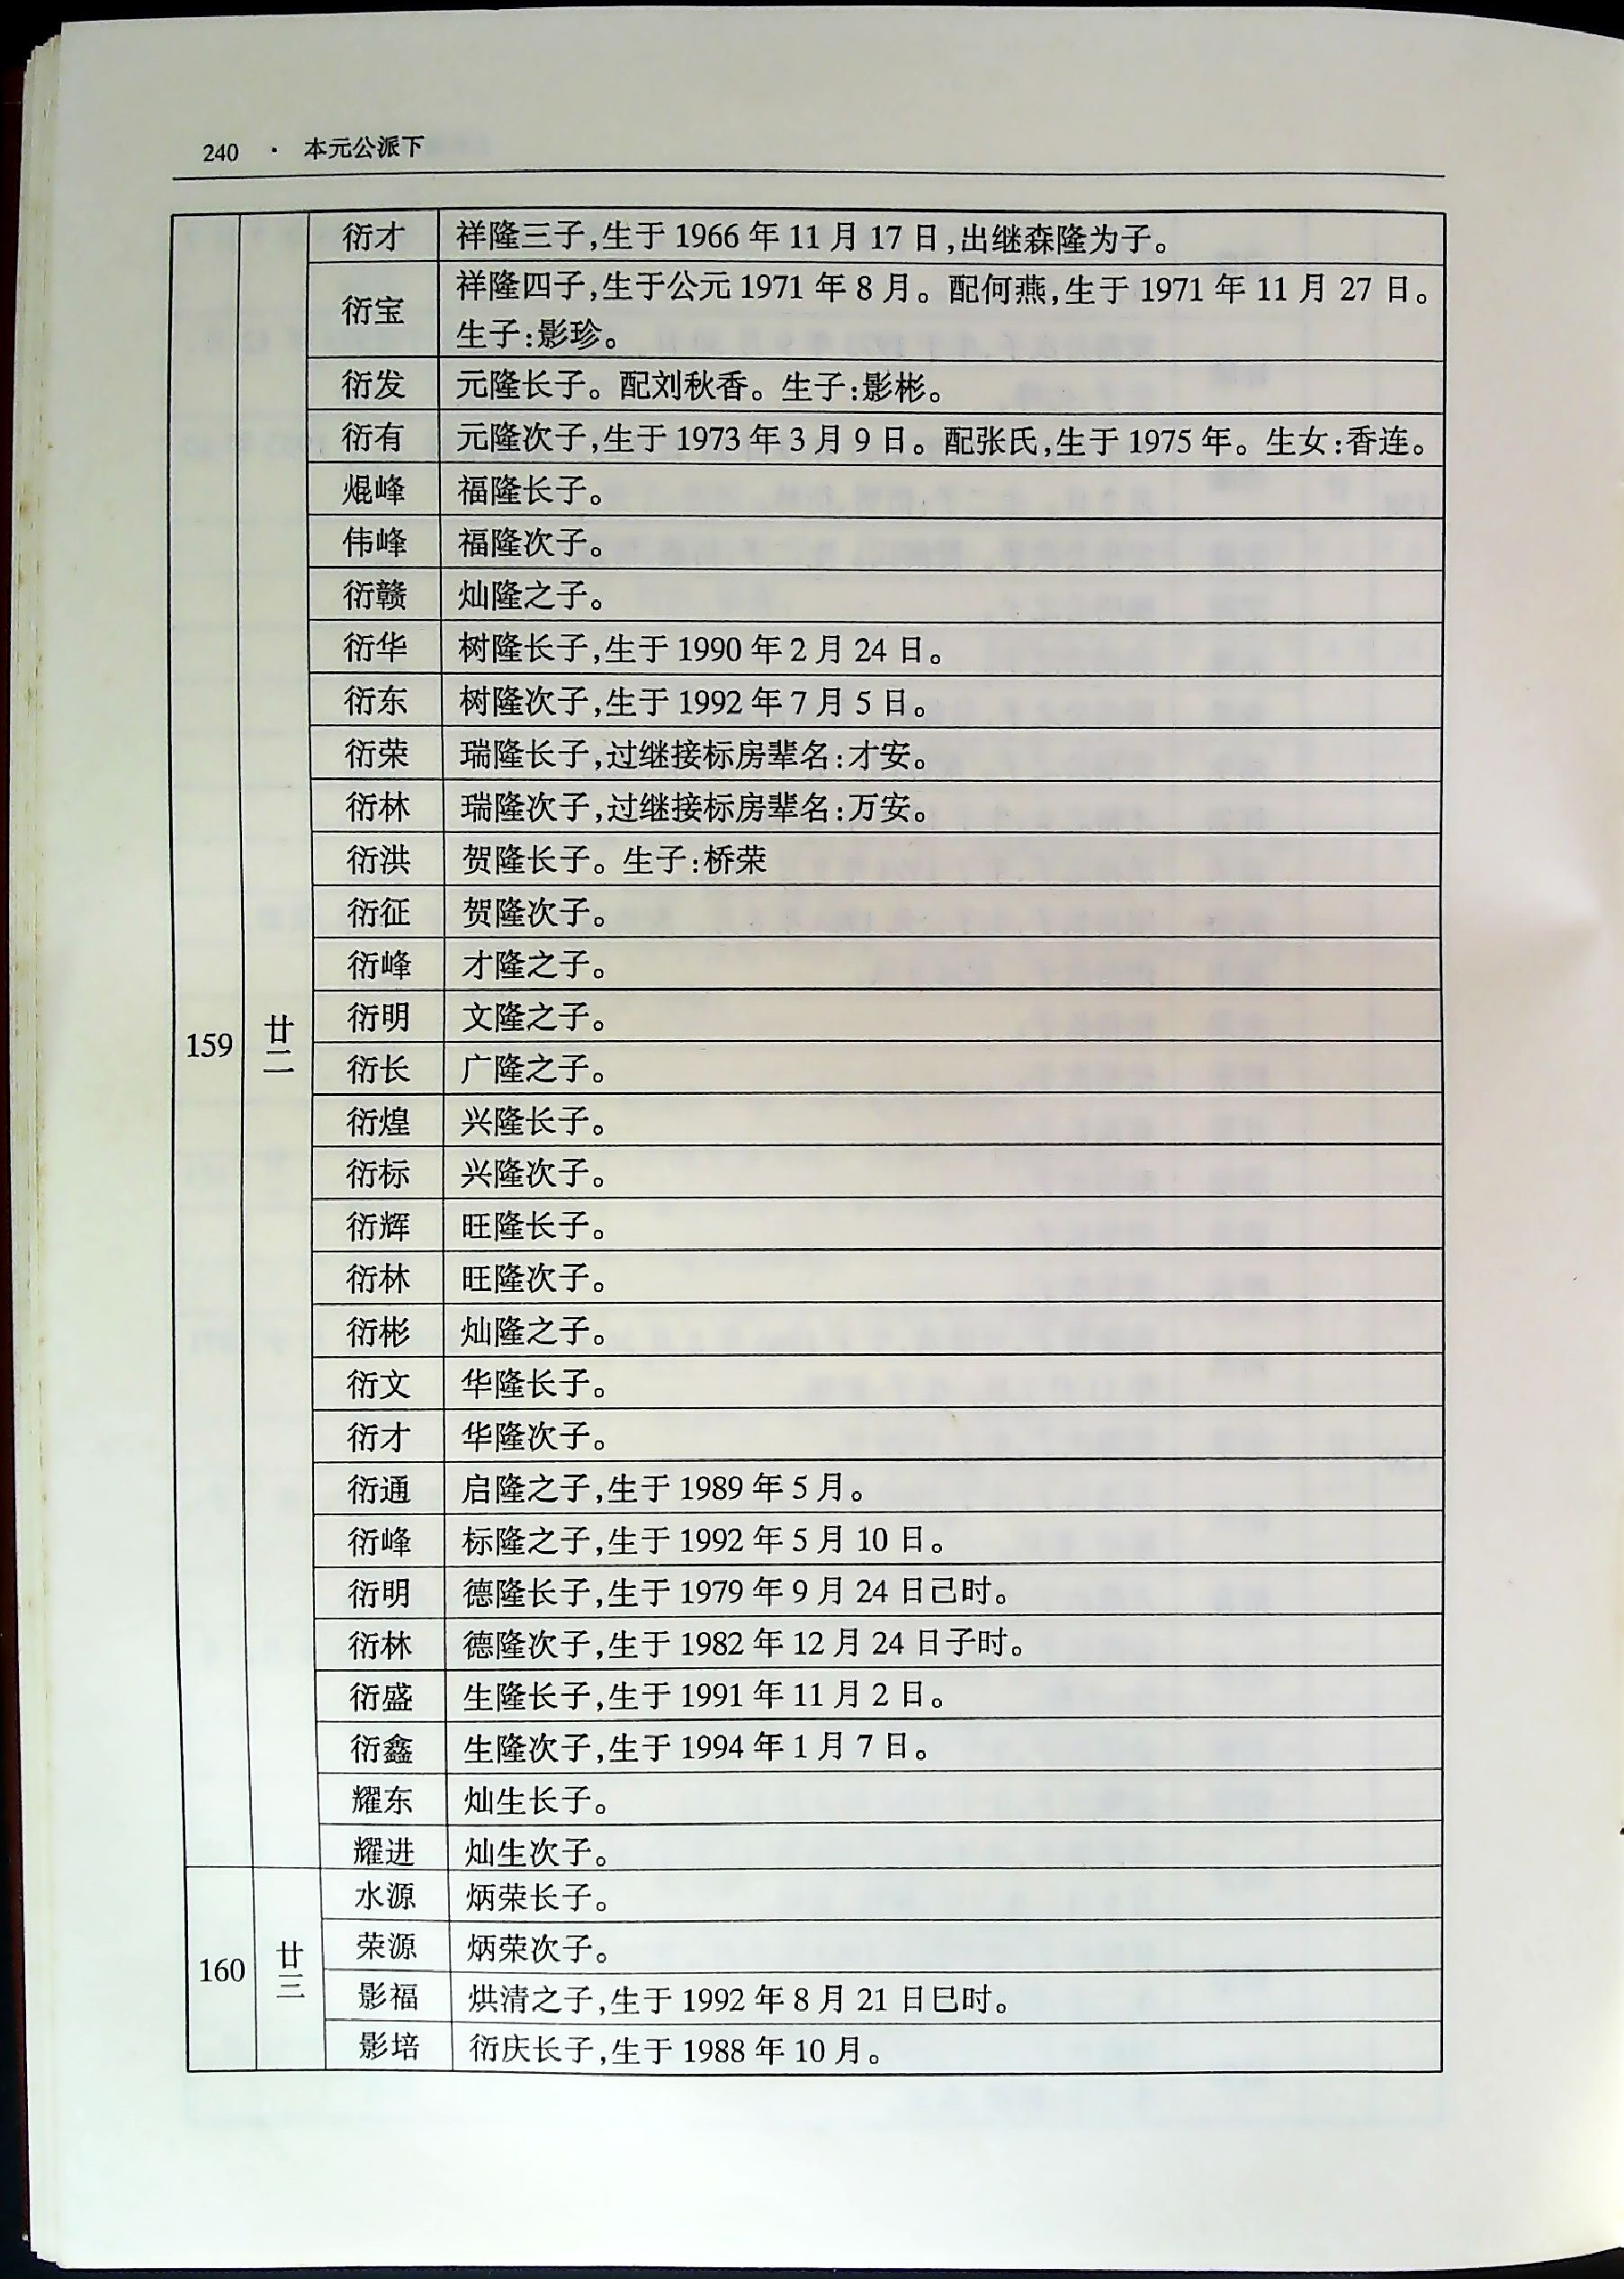 240 · 本元公派下
衍才 祥隆三子,生于 1966 年 11 月 17 日,出继森隆为子。
衍宝 祥隆四子,生于公元 1971 年 8 月。配何燕,生于 1971 年 11 月 27 日。
生子:影珍。
衍发 元隆长子。配刘秋香。生子:影彬。
衍有 元隆次子,生于 1973 年 3 月 9 日。配张氏,生于 1975 年。生女:香连。
焜峰 福隆长子。
伟峰 福隆次子。
衍赣 灿隆之子。
衍华 树隆长子,生于 1990 年 2 月 24 日。
衍东 树隆次子,生于 1992 年 7 月 5 日。
衍荣 瑞隆长子,过继接标房辈名:才安。
衍林 瑞隆次子,过继接标房辈名:万安。
衍洪 贺隆长子。生子:桥荣
衍征 贺隆次子。
衍峰 才隆之子。
159 廿二 衍明 文隆之子。
衍长 广隆之子。
衍煌 兴隆长子。
衍标 兴隆次子。
衍辉 旺隆长子。
衍林 旺隆次子。
衍彬 灿隆之子。
衍文 华隆长子。
衍才 华隆次子。
衍通 启隆之子,生于 1989 年 5 月。
衍峰 标隆之子,生于 1992 年 5 月 10 日。
衍明 德隆长子,生于 1979 年 9 月 24 日己时。
衍林 德隆次子,生于 1982 年 12 月 24 日子时。
衍盛 生隆长子,生于 1991 年 11 月 2 日。
衍鑫 生隆次子,生于 1994 年 1 月 7 日。
耀东 灿生长子。
耀进 灿生次子。
水源 炳荣长子。
荣源 炳荣次子。
160 廿三 影福 烘清之子,生于 1992 年 8 月 21 日巳时。
影培 衍庆长子,生于 1988 年 10 月。